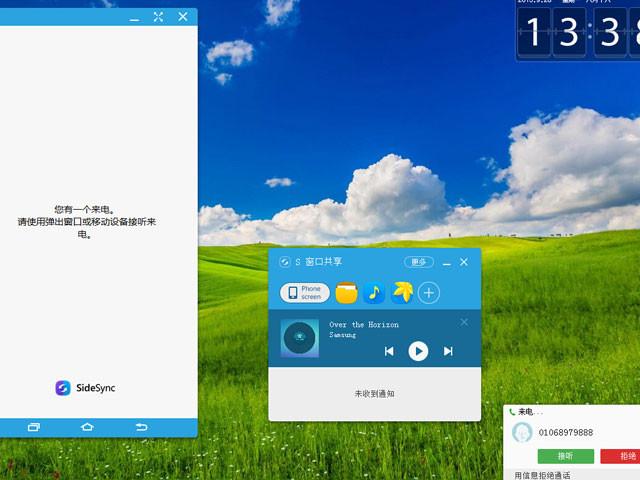 您有一个来电。
请使用弹出窗口或移动设备接听来
电。
SideSync
13:38
S 窗口共享
更多
Phone
screen
Over the Horizon
Samsung
未收到通知
来电...
01068979888
接听
拒绝
用信息拒绝通话